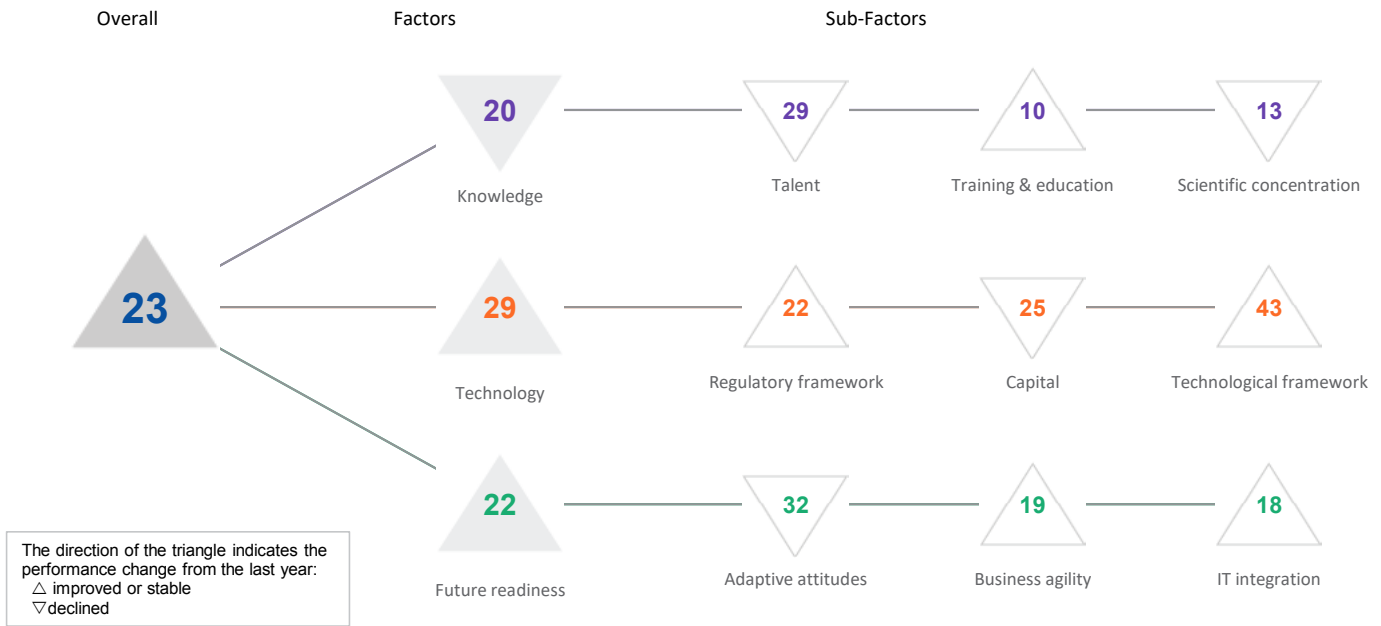 Overall Factors Sub-Factors
20 29 10 13
Knowledge Talent Training & education Scientific concentration
23 29 22 25 43
Technology Regulatory framework Capital Technological framework
22 32 19 18
Future readiness Adaptive attitudes Business agility IT integration
The direction of the triangle indicates the
performance change from the last year:
△ improved or stable
▽declined